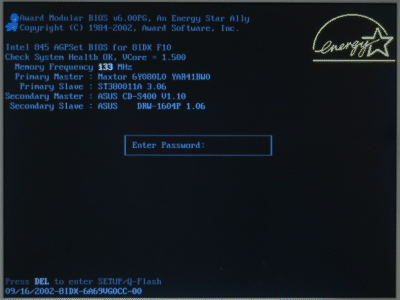 Award Modular BIOS v6.00PG, An Energy Star Ally
Copyright (C) 1984-2002, Award Software, Inc.
energy
Intel 845 AGPSet BIOS for 8IDX F10
Check System Health OK, VCore = 1.500
Memory Frequency 133 MHz
Primary Master : Maxtor 6Y080L0 YAR41BW0
Primary Slave : ST380011A 3.06
Secondary Master : ASUS CD-S400 V1.10
Secondary Slave : ASUS DRW-1604P 1.06
Enter Password:
Press DEL to enter SETUP/Q-Flash
09/16/2002-8IDX-6A69VG0CC-00